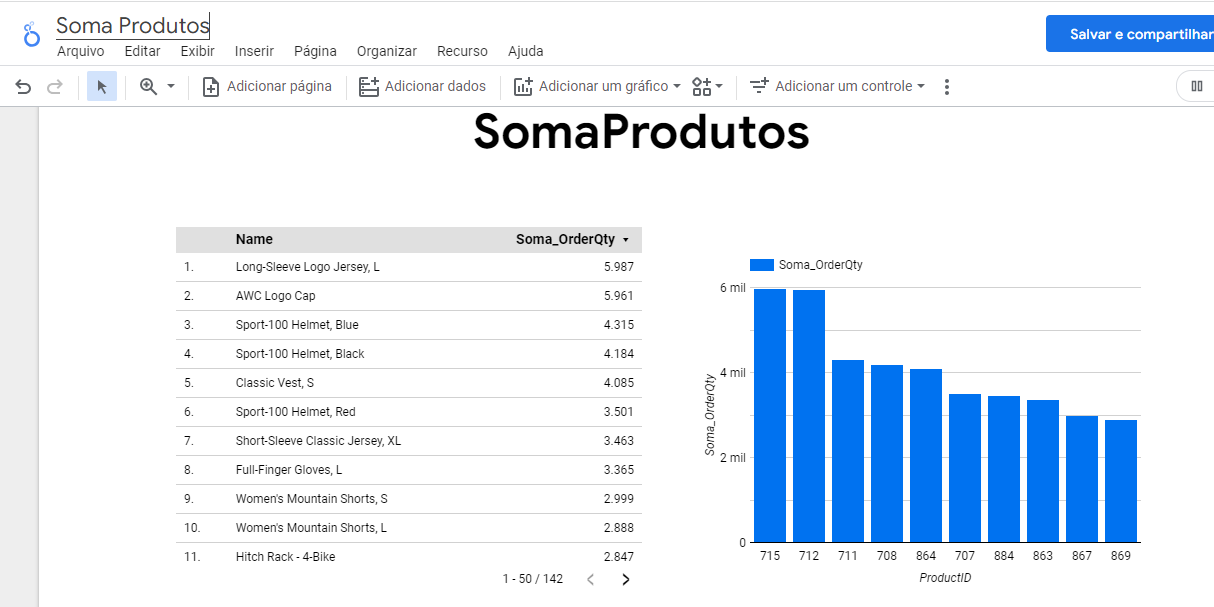 Soma Produtos
Arquivo Editar Exibir Inserir Página Organizar Recurso Ajuda
Salvar e compartilhar
Adicionar página Adicionar dados Adicionar um gráfico Adicionar um controle
SomaProdutos
Name Soma_OrderQty
1. Long-Sleeve Logo Jersey, L 5.987
2. AWC Logo Cap 5.961
3. Sport-100 Helmet, Blue 4.315
4. Sport-100 Helmet, Black 4.184
5. Classic Vest, S 4.085
6. Sport-100 Helmet, Red 3.501
7. Short-Sleeve Classic Jersey, XL 3.463
8. Full-Finger Gloves, L 3.365
9. Women's Mountain Shorts, S 2.999
10. Women's Mountain Shorts, L 2.888
11. Hitch Rack - 4-Bike 2.847
1 - 50 / 142
Soma_OrderQty
6 mil
4 mil
2 mil
0
Soma_OrderQty
715 712 711 708 864 707 884 863 867 869
ProductID